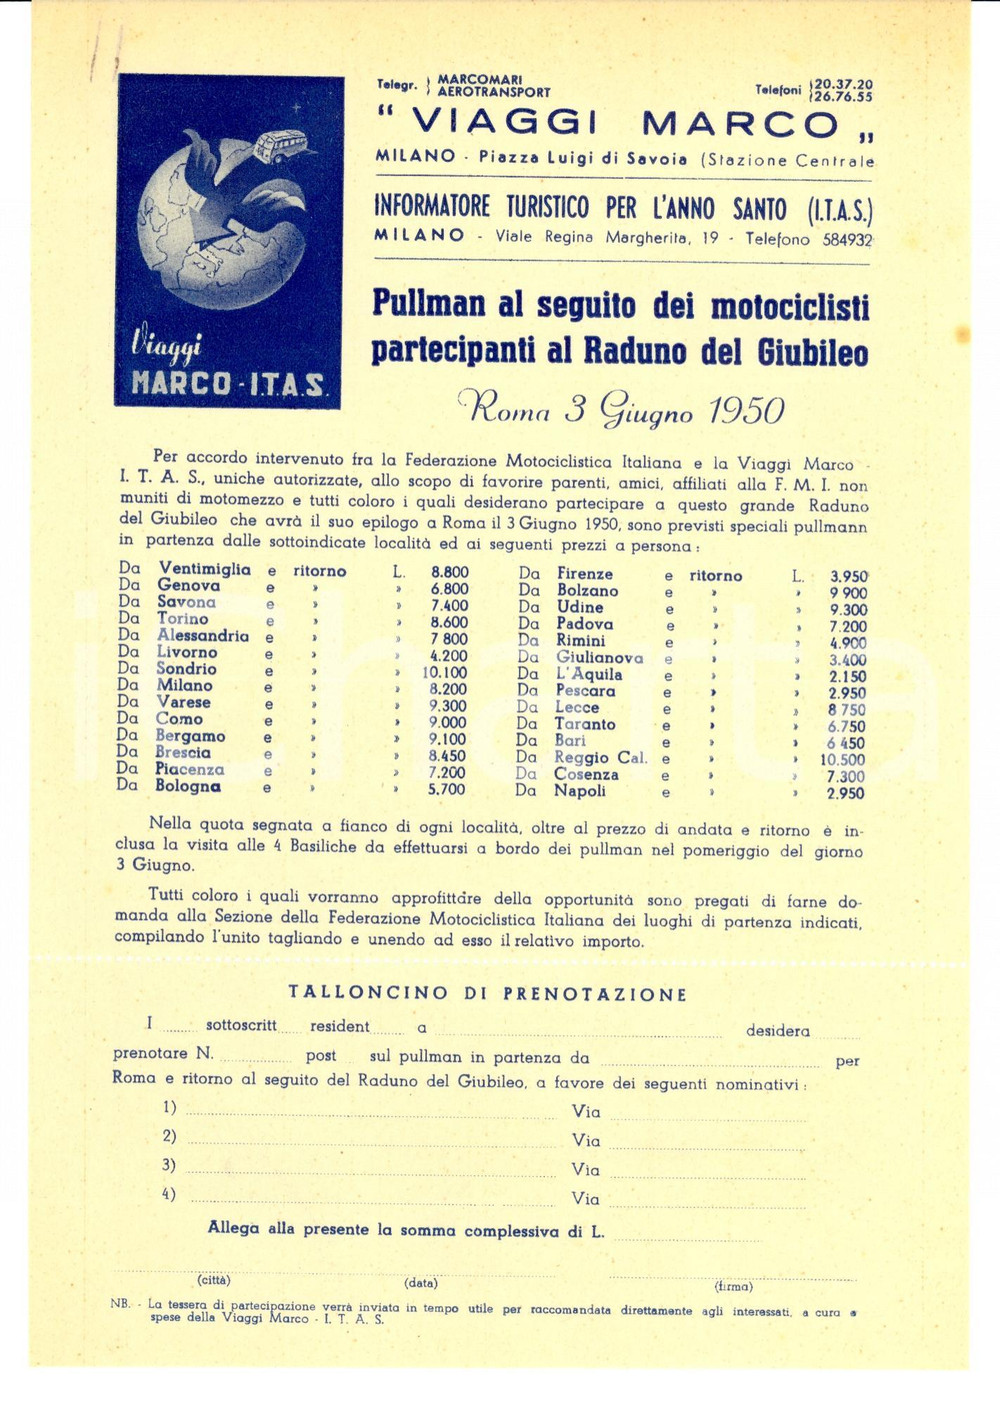 Telegr. } MARCOMARI
AEROTRANSPORT
Telefoni } 20.37.20
26.76.55
“ VIAGGI MARCO „
MILANO - Piazza Luigi di Savoia (Stazione Centrale
INFORMATORE TURISTICO PER L'ANNO SANTO (I.T.A.S.)
MILANO - Viale Regina Margherita, 19 - Telefono 584932
Viaggi
MARCO - I.T.A.S.
Pullman al seguito dei motociclisti
partecipanti al Raduno del Giubileo
Roma 3 Giugno 1950
Per accordo intervenuto fra la Federazione Motociclistica Italiana e la Viaggi Marco -
I. T. A. S., uniche autorizzate, allo scopo di favorire parenti, amici, affiliati alla F. M. I. non
muniti di motomezzo e tutti coloro i quali desiderano partecipare a questo grande Raduno
del Giubileo che avrà il suo epilogo a Roma il 3 Giugno 1950, sono previsti speciali pullmann
in partenza dalle sottoindicate località ed ai seguenti prezzi a persona :
Da Ventimiglia e ritorno L. 8.800
Da Genova e » » 6.800
Da Savona e » » 7.400
Da Torino e » » 8.600
Da Alessandria e » » 7 800
Da Livorno e » » 4.200
Da Sondrio e » » 10.100
Da Milano e » » 8.200
Da Varese e » » 9.300
Da Como e » » 9.000
Da Bergamo e » » 9.100
Da Brescia e » » 8.450
Da Piacenza e » » 7.200
Da Bologna e » » 5.700
Da Firenze e ritorno L. 3.950
Da Bolzano e » » 9 900
Da Udine e » » 9.300
Da Padova e » » 7.200
Da Rimini e » » 4.900
Da Giulianova e » » 3.400
Da L'Aquila e » » 2.150
Da Pescara e » » 2.950
Da Lecce e » » 8 750
Da Taranto e » » 6.750
Da Bari e » » 6 450
Da Reggio Cal. e » » 10.500
Da Cosenza e » » 7.300
Da Napoli e » » 2.950
Nella quota segnata a fianco di ogni località, oltre al prezzo di andata e ritorno è in-
clusa la visita alle 4 Basiliche da effettuarsi a bordo dei pullman nel pomeriggio del giorno
3 Giugno.
Tutti coloro i quali vorranno approfittare della opportunità sono pregati di farne do-
manda alla Sezione della Federazione Motociclistica Italiana dei luoghi di partenza indicati,
compilando l'unito tagliando e unendo ad esso il relativo importo.
TALLONCINO DI PRENOTAZIONE
I ........ sottoscritt...... resident........ a ........................ desidera ............
prenotare N. ................ post sul pullman in partenza da ........................ per
Roma e ritorno al seguito del Raduno del Giubileo, a favore dei seguenti nominativi :
1) ........................ Via ........................
2) ........................ Via ........................
3) ........................ Via ........................
4) ........................ Via ........................
Allega alla presente la somma complessiva di L. ........................
(città) (data) (firma)
NB. - La tessera di partecipazione verrà inviata in tempo utile per raccomandata direttamente agli interessati, a cura e
spese della Viaggi Marco - I. T. A. S.